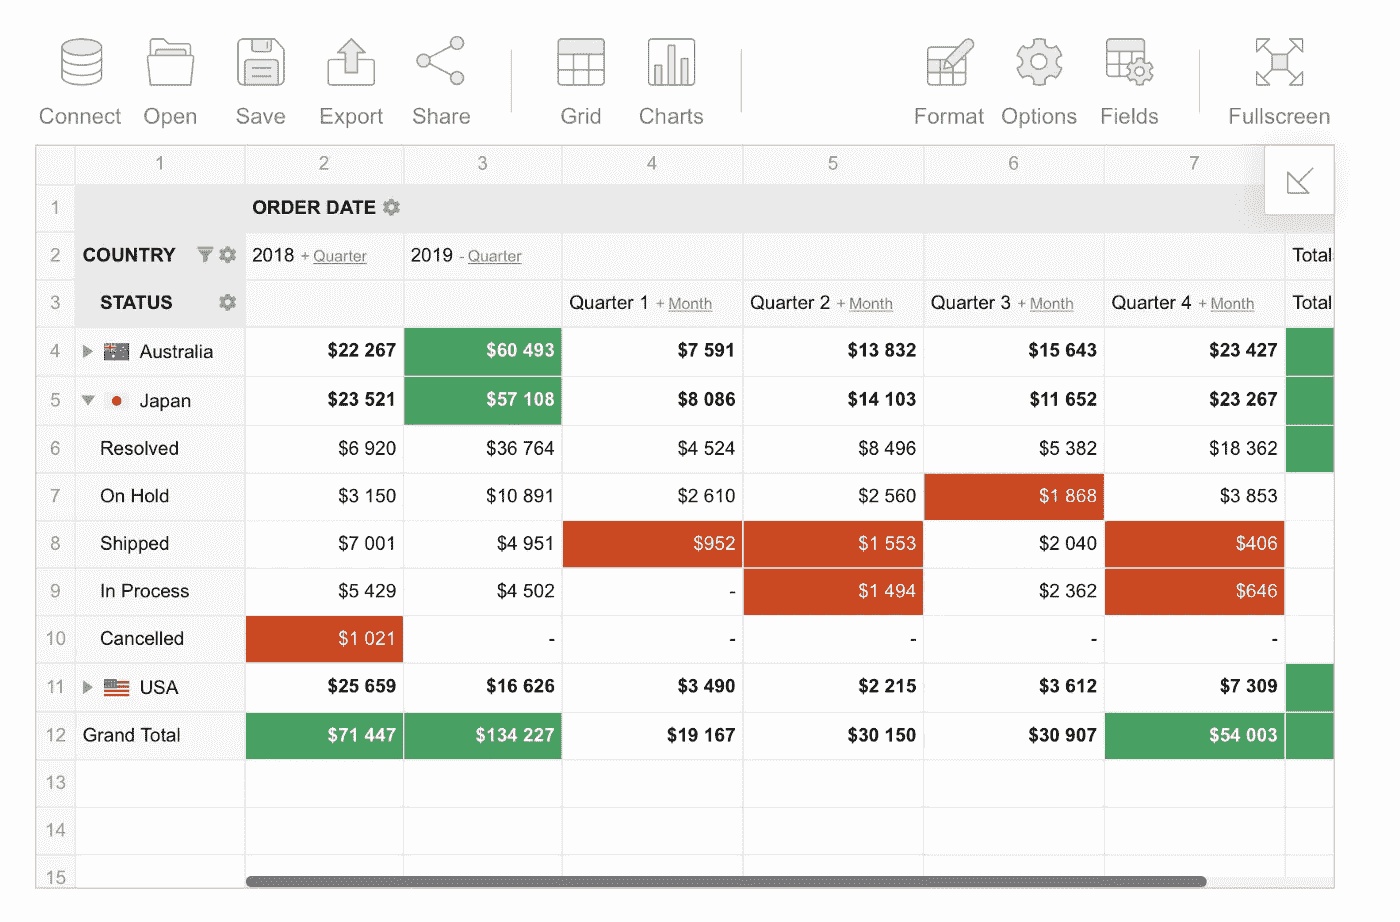 Connect Open Save Export Share Grid Charts Format Options Fields Fullscreen
1 2 3 4 5 6 7
1 ORDER DATE
2 COUNTRY 2018 + Quarter 2019 - Quarter Total
3 STATUS Quarter 1 + Month Quarter 2 + Month Quarter 3 + Month Quarter 4 + Month Total
4 Australia $22 267 $60 493 $7 591 $13 832 $15 643 $23 427
5 Japan $23 521 $57 108 $8 086 $14 103 $11 652 $23 267
6 Resolved $6 920 $36 764 $4 524 $8 496 $5 382 $18 362
7 On Hold $3 150 $10 891 $2 610 $2 560 $1 868 $3 853
8 Shipped $7 001 $4 951 $952 $1 553 $2 040 $406
9 In Process $5 429 $4 502 - $1 494 $2 362 $646
10 Cancelled $1 021 - - - - -
11 USA $25 659 $16 626 $3 490 $2 215 $3 612 $7 309
12 Grand Total $71 447 $134 227 $19 167 $30 150 $30 907 $54 003
13
14
15